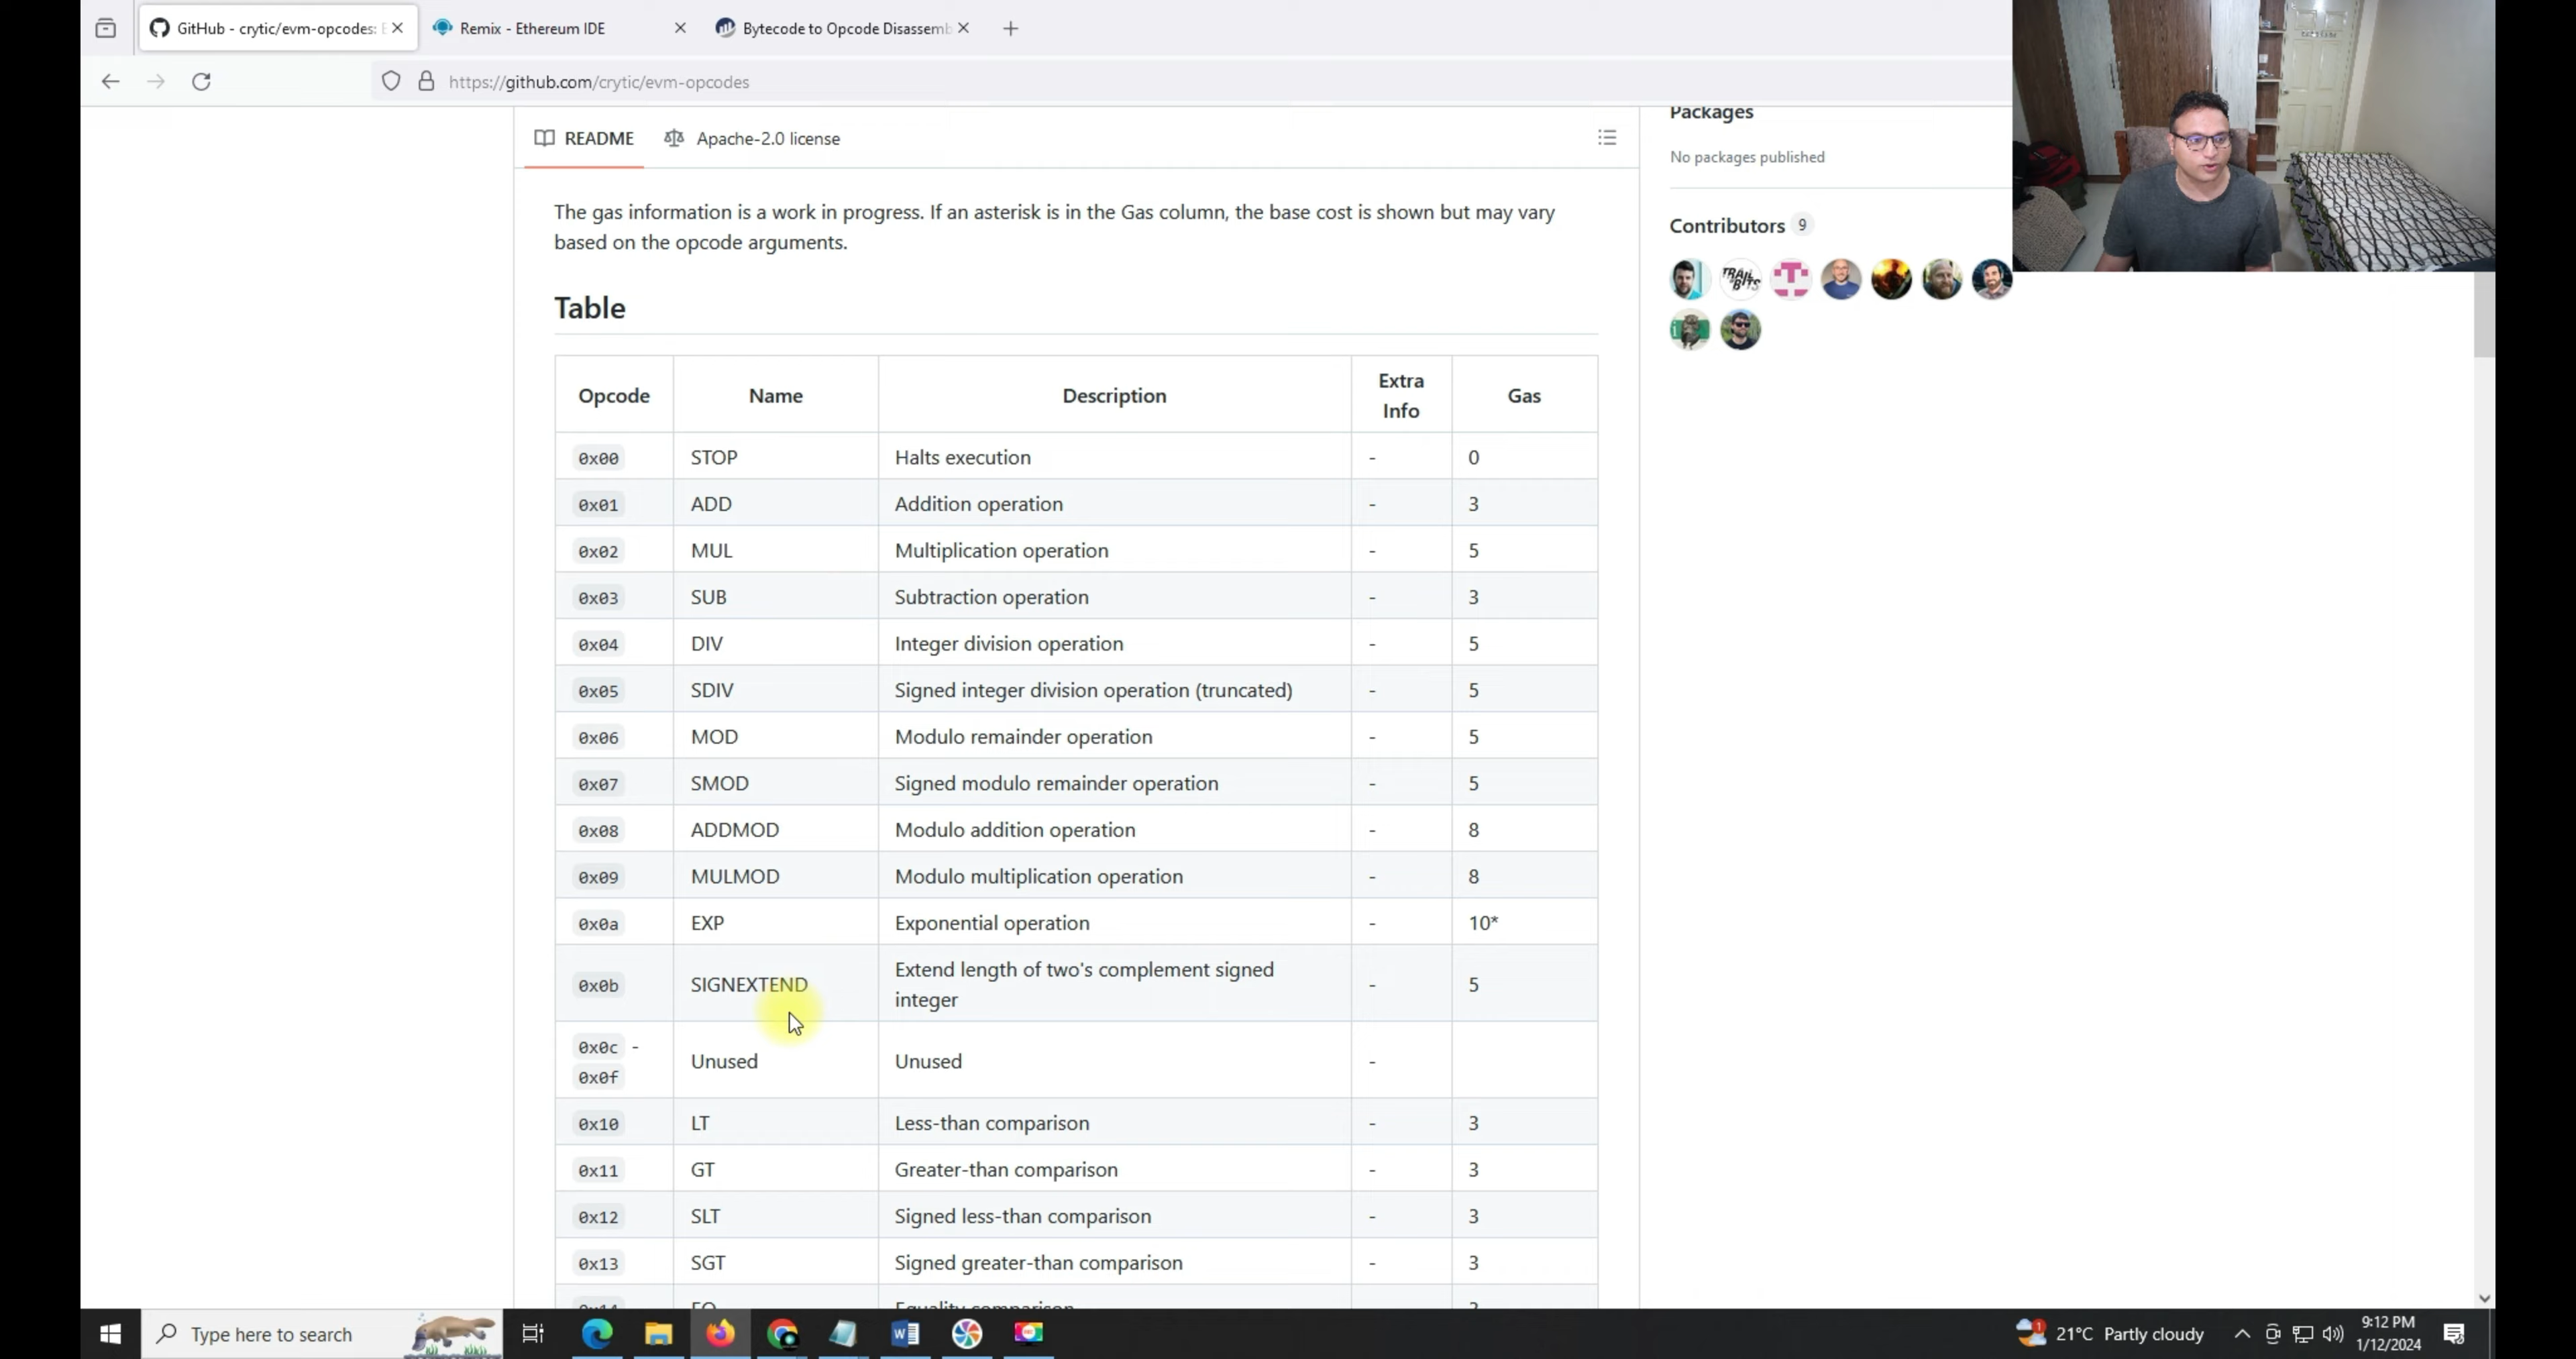 GitHub - crytic/evm-opcodes: E
Remix - Ethereum IDE
Bytecode to Opcode Disassemb
https://github.com/crytic/evm-opcodes
README
Apache-2.0 license
The gas information is a work in progress. If an asterisk is in the Gas column, the base cost is shown but may vary
based on the opcode arguments.
Table
Opcode Name Description Extra Info Gas
0x00 STOP Halts execution - 0
0x01 ADD Addition operation - 3
0x02 MUL Multiplication operation - 5
0x03 SUB Subtraction operation - 3
0x04 DIV Integer division operation - 5
0x05 SDIV Signed integer division operation (truncated) - 5
0x06 MOD Modulo remainder operation - 5
0x07 SMOD Signed modulo remainder operation - 5
0x08 ADDMOD Modulo addition operation - 8
0x09 MULMOD Modulo multiplication operation - 8
0x0a EXP Exponential operation - 10*
0x0b SIGNEXTEND Extend length of two's complement signed
integer - 5
0x0c -
0x0f Unused Unused -
0x10 LT Less-than comparison - 3
0x11 GT Greater-than comparison - 3
0x12 SLT Signed less-than comparison - 3
0x13 SGT Signed greater-than comparison - 3
Packages
No packages published
Contributors 9
TRAIL
BITS
Type here to search
21°C Partly cloudy
9:12 PM
1/12/2024